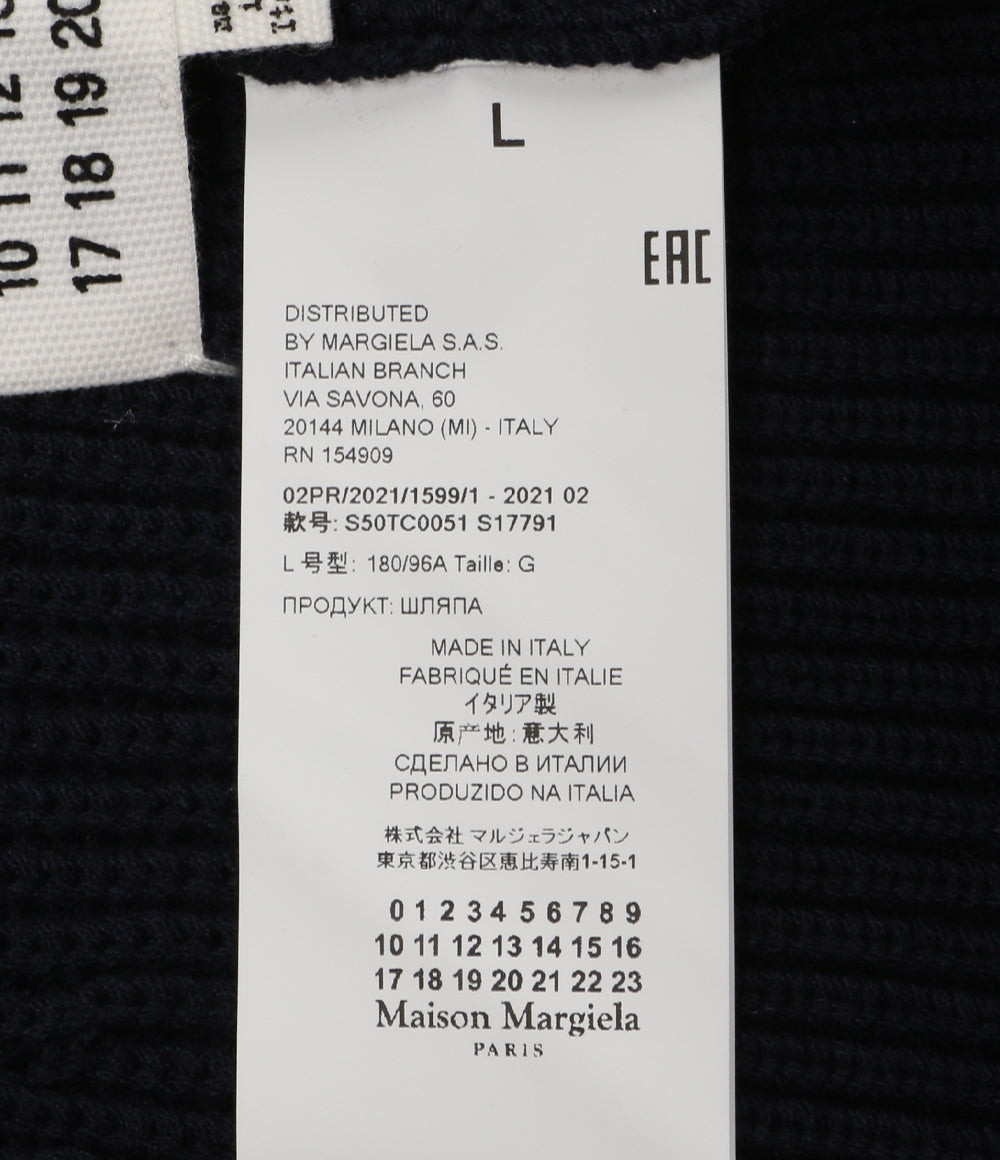 20
12 19
11 18
10 17
L
EAC
DISTRIBUTED
BY MARGIELA S.A.S.
ITALIAN BRANCH
VIA SAVONA, 60
20144 MILANO (MI) - ITALY
RN 154909
02PR/2021/1599/1 - 2021 02
款号: S50TC0051 S17791
L 号型: 180/96A Taille: G
ПРОДУКТ: ШЛЯПА
MADE IN ITALY
FABRIQUÉ EN ITALIE
イタリア製
原产地: 意大利
СДЕЛАНО В ИТАЛИИ
PRODUZIDO NA ITALIA
株式会社 マルジェラジャパン
東京都渋谷区恵比寿南1-15-1
0 1 2 3 4 5 6 7 8 9
10 11 12 13 14 15 16
17 18 19 20 21 22 23
Maison Margiela
PARIS